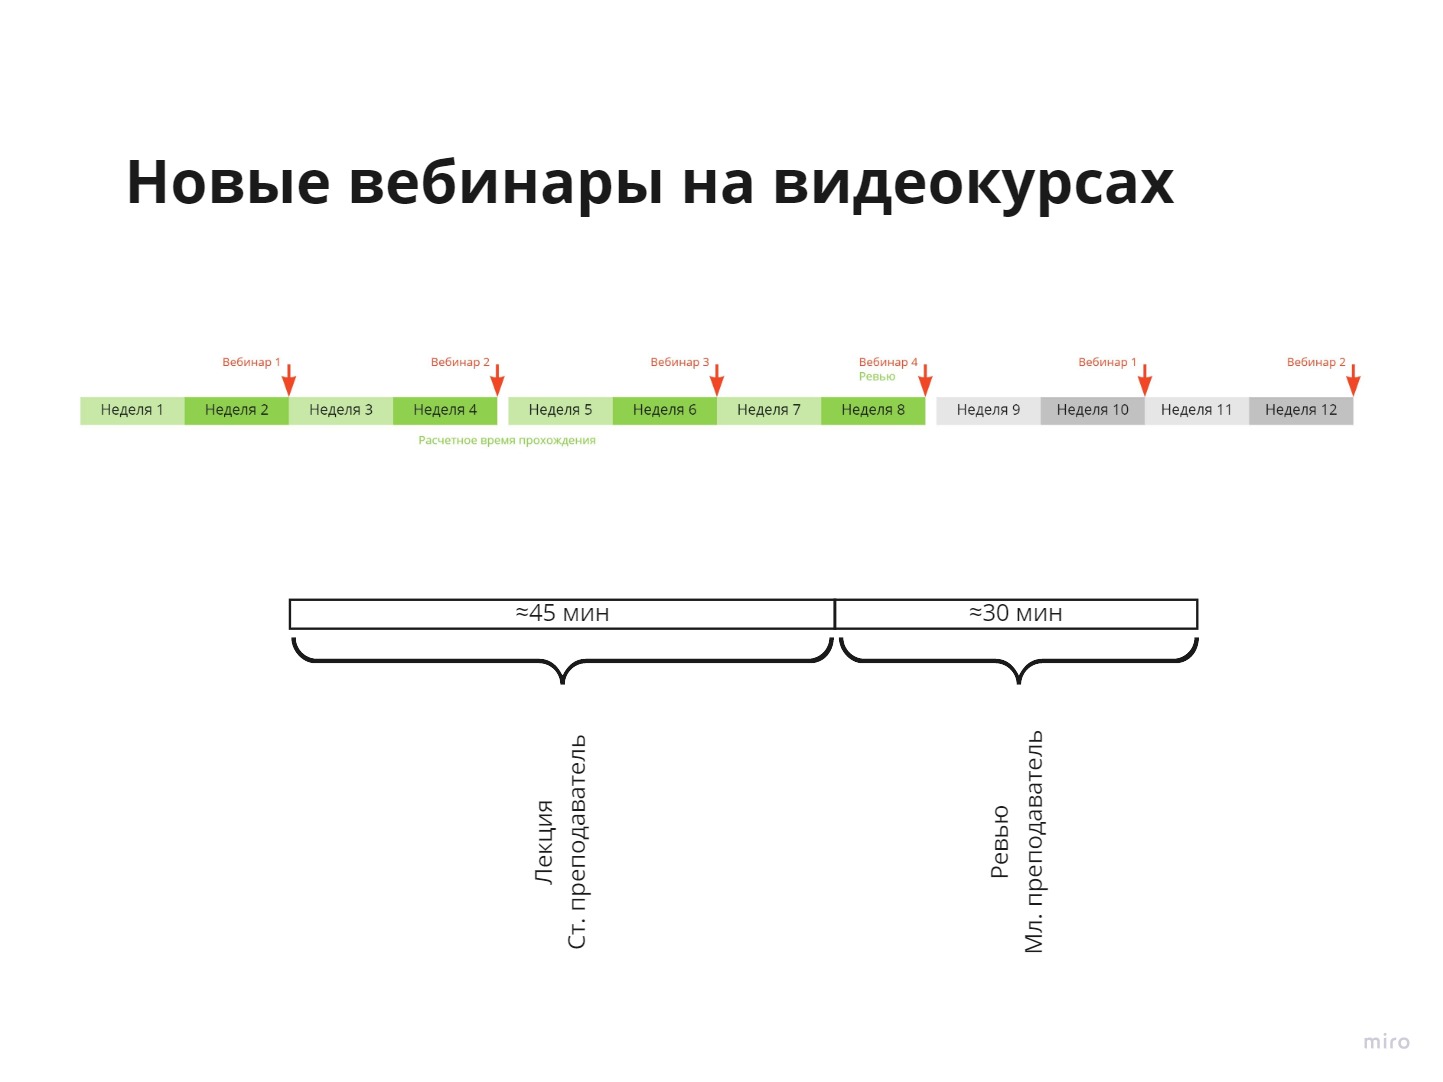 Новые вебинары на видеокурсах
Вебинар 1
Вебинар 2
Вебинар 3
Вебинар 4
Ревью
Вебинар 1
Вебинар 2
Неделя 1
Неделя 2
Неделя 3
Неделя 4
Неделя 5
Неделя 6
Неделя 7
Неделя 8
Неделя 9
Неделя 10
Неделя 11
Неделя 12
Расчетное время прохождения
≈45 мин
≈30 мин
Лекция
Ст. преподаватель
Ревью
Мл. преподаватель
miro